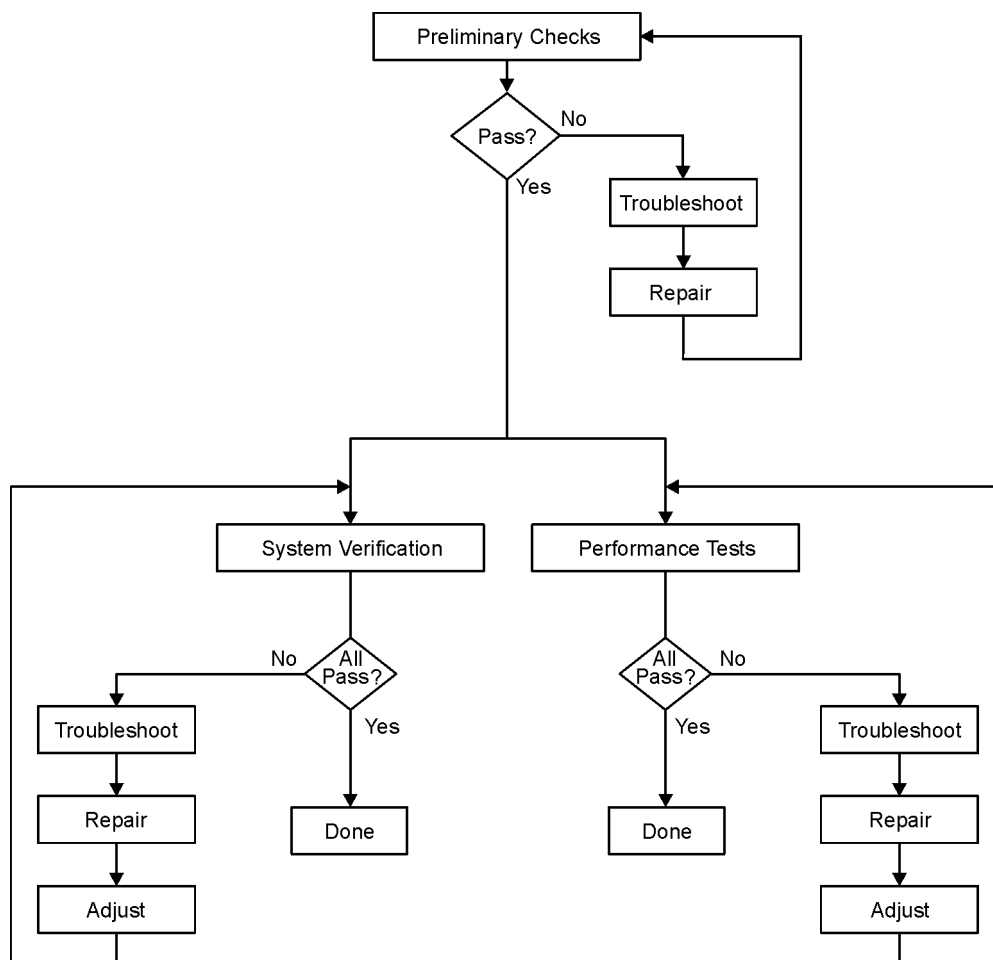 Preliminary Checks
Pass?
No
Yes
Troubleshoot
Repair
System Verification
Performance Tests
No
All
Pass?
All
Pass?
No
Troubleshoot
Yes
Yes
Troubleshoot
Repair
Done
Done
Repair
Adjust
Adjust